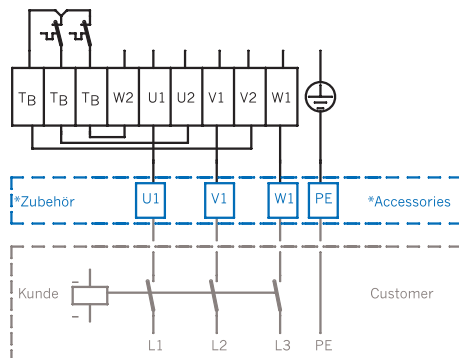 TB TB TB W2 U1 U2 V1 V2 W1
*Zubehör U1 V1 W1 PE *Accessories
Kunde Customer
L1 L2 L3 PE